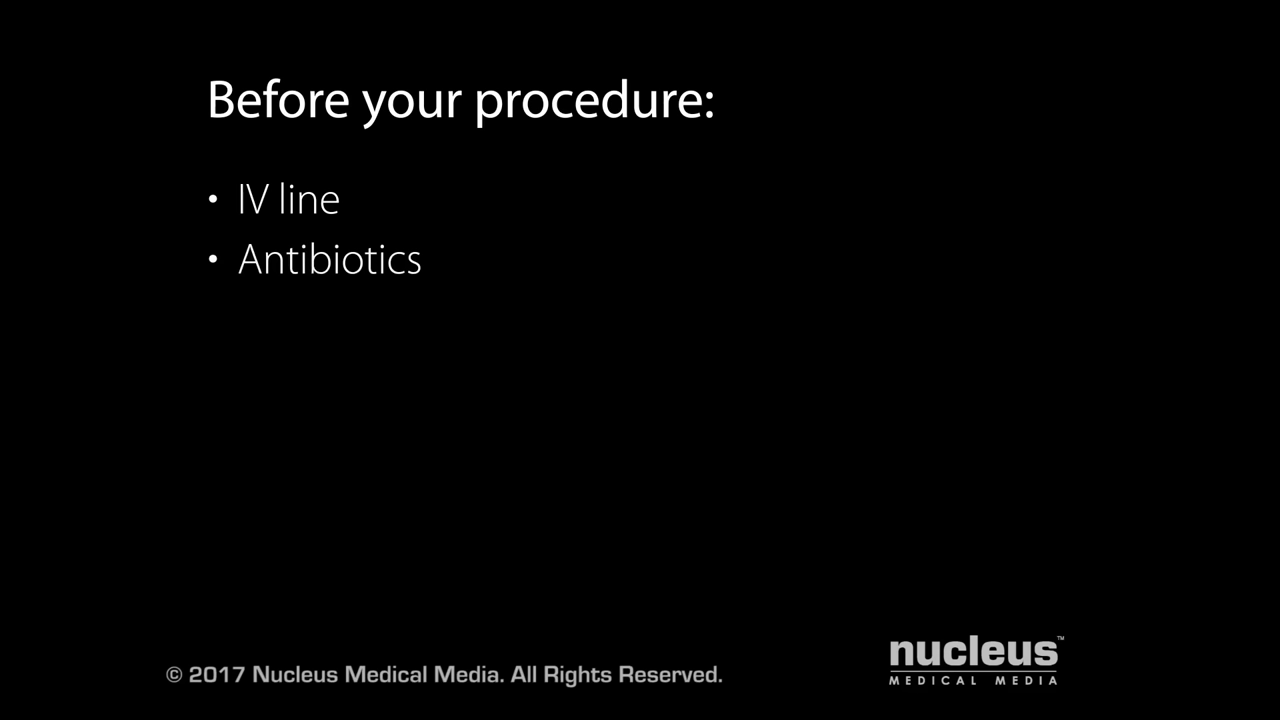 Before your procedure:
• IV line
• Antibiotics
nucleus™
MEDICAL MEDIA
© 2017 Nucleus Medical Media. All Rights Reserved.